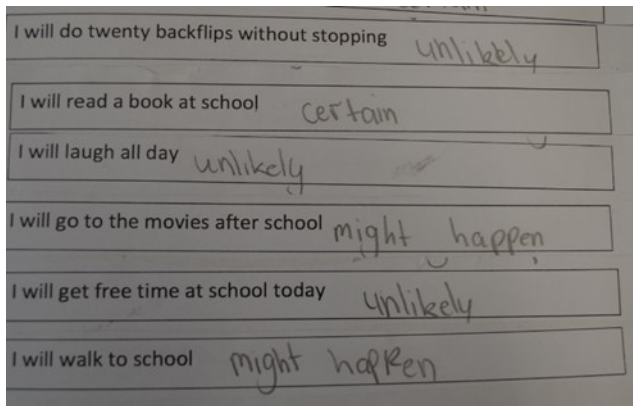 I will do twenty backflips without stopping unlikely
I will read a book at school certain
I will laugh all day unlikely
I will go to the movies after school might happen
I will get free time at school today unlikely
I will walk to school might happen